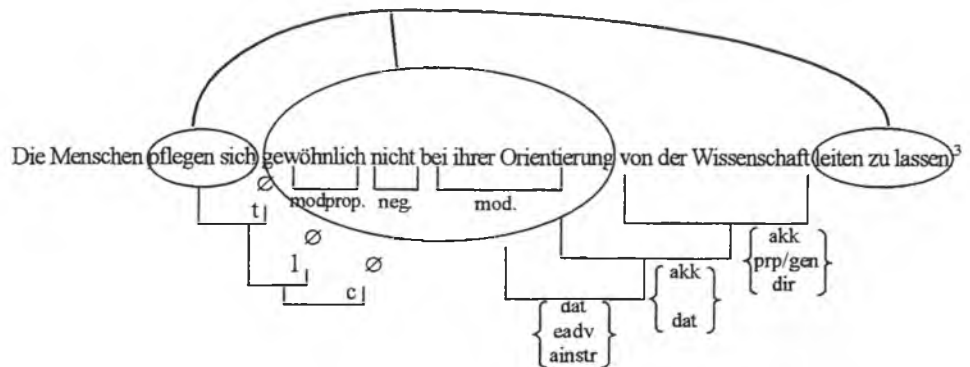 Die Menschen pflegen sich gewöhnlich nicht bei ihrer Orientierung von der Wissenschaft leiten zu lassen³
∅ modprop. neg. mod.
t
∅
l ∅
c
akk
prp/gen
dir
akk
dat
dat
eadv
ainstr